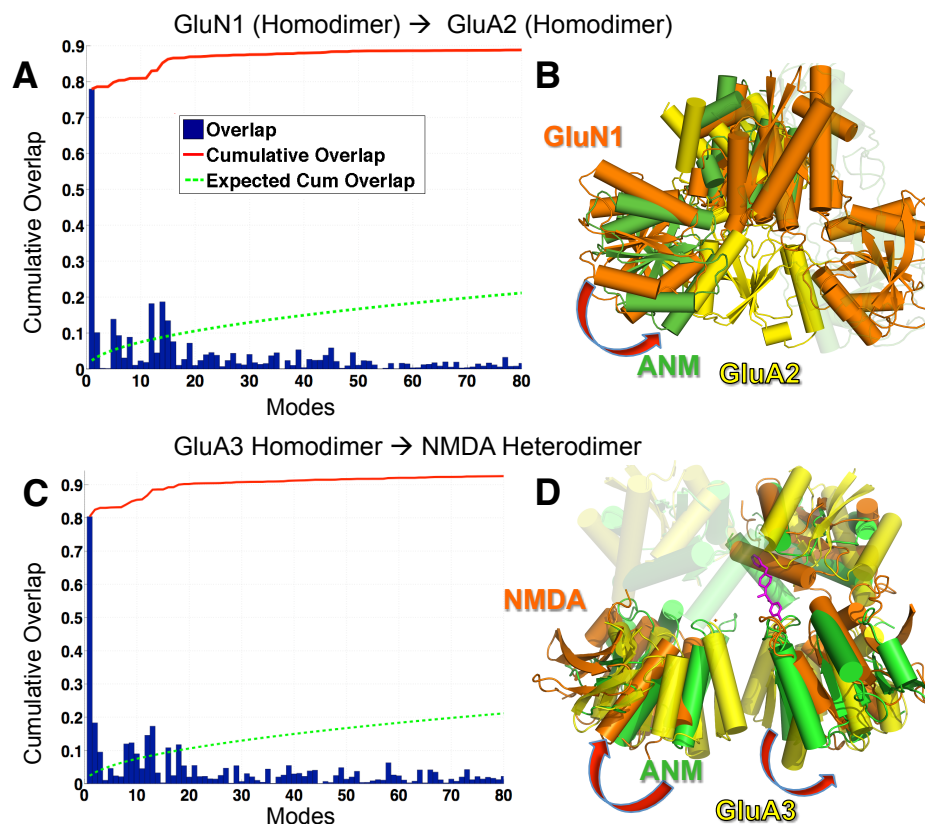 GluN1 (Homodimer) → GluA2 (Homodimer)
A
Cumulative Overlap
0.9
0.8
0.7
0.6
0.5
0.4
0.3
0.2
0.1
0
Overlap
Cumulative Overlap
Expected Cum Overlap
0 10 20 30 40 50 60 70 80
Modes
B
GluN1
ANM
GluA2
GluA3 Homodimer → NMDA Heterodimer
C
Cumulative Overlap
0.9
0.8
0.7
0.6
0.5
0.4
0.3
0.2
0.1
0
0 10 20 30 40 50 60 70 80
Modes
D
NMDA
ANM
GluA3